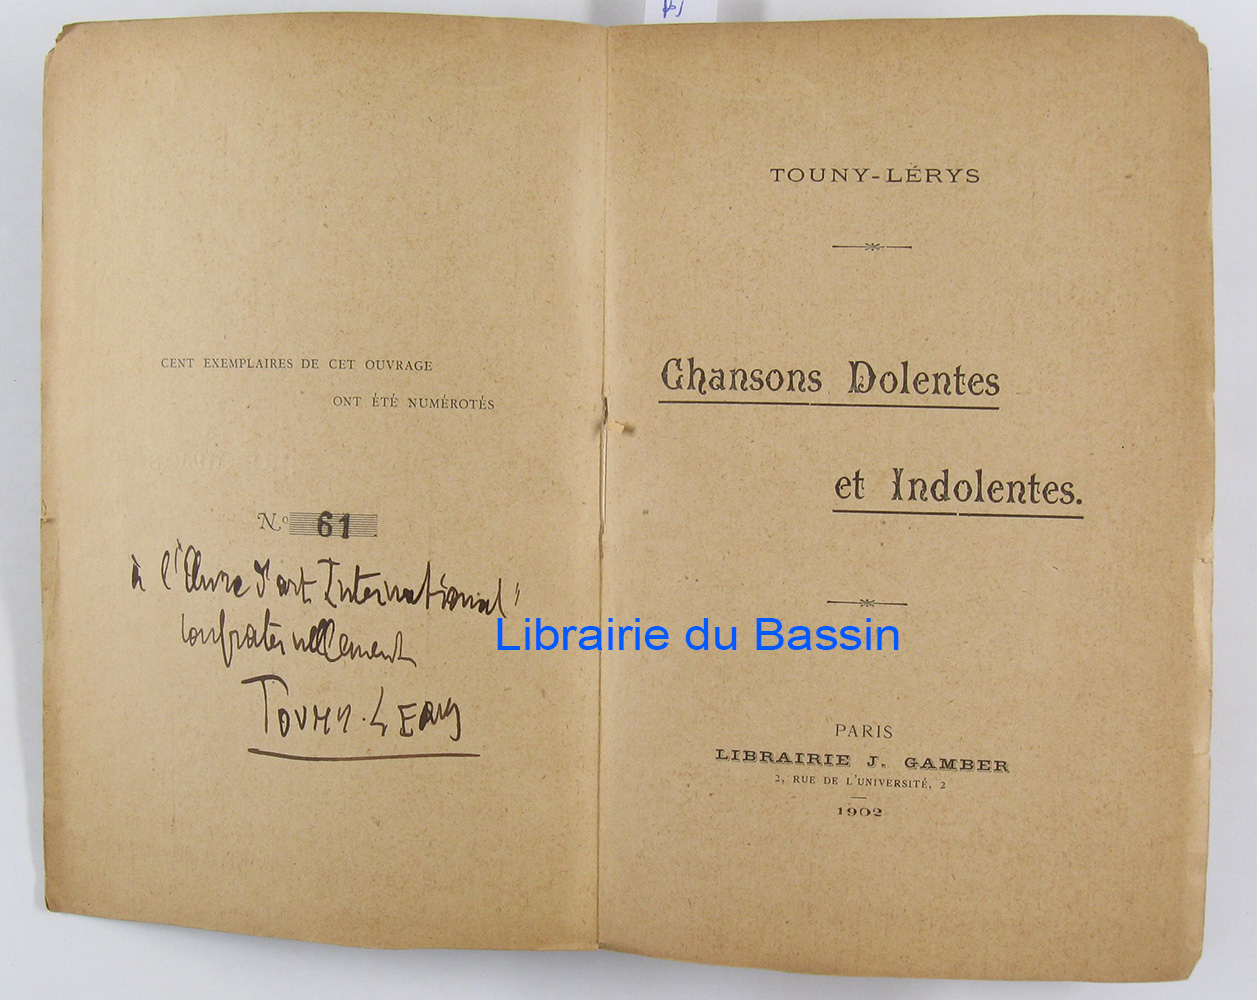 CENT EXEMPLAIRES DE CET OUVRAGE
ONT ÉTÉ NUMÉROTÉS
N° 61
à l'Œuvre d'art International"
confraternellement
TOUNY-LERYS
TOUNY-LÉRYS
Chansons Dolentes
et Indolentes.
PARIS
LIBRAIRIE J. GAMBER
2, RUE DE L'UNIVERSITÉ, 2
1902
Librairie du Bassin